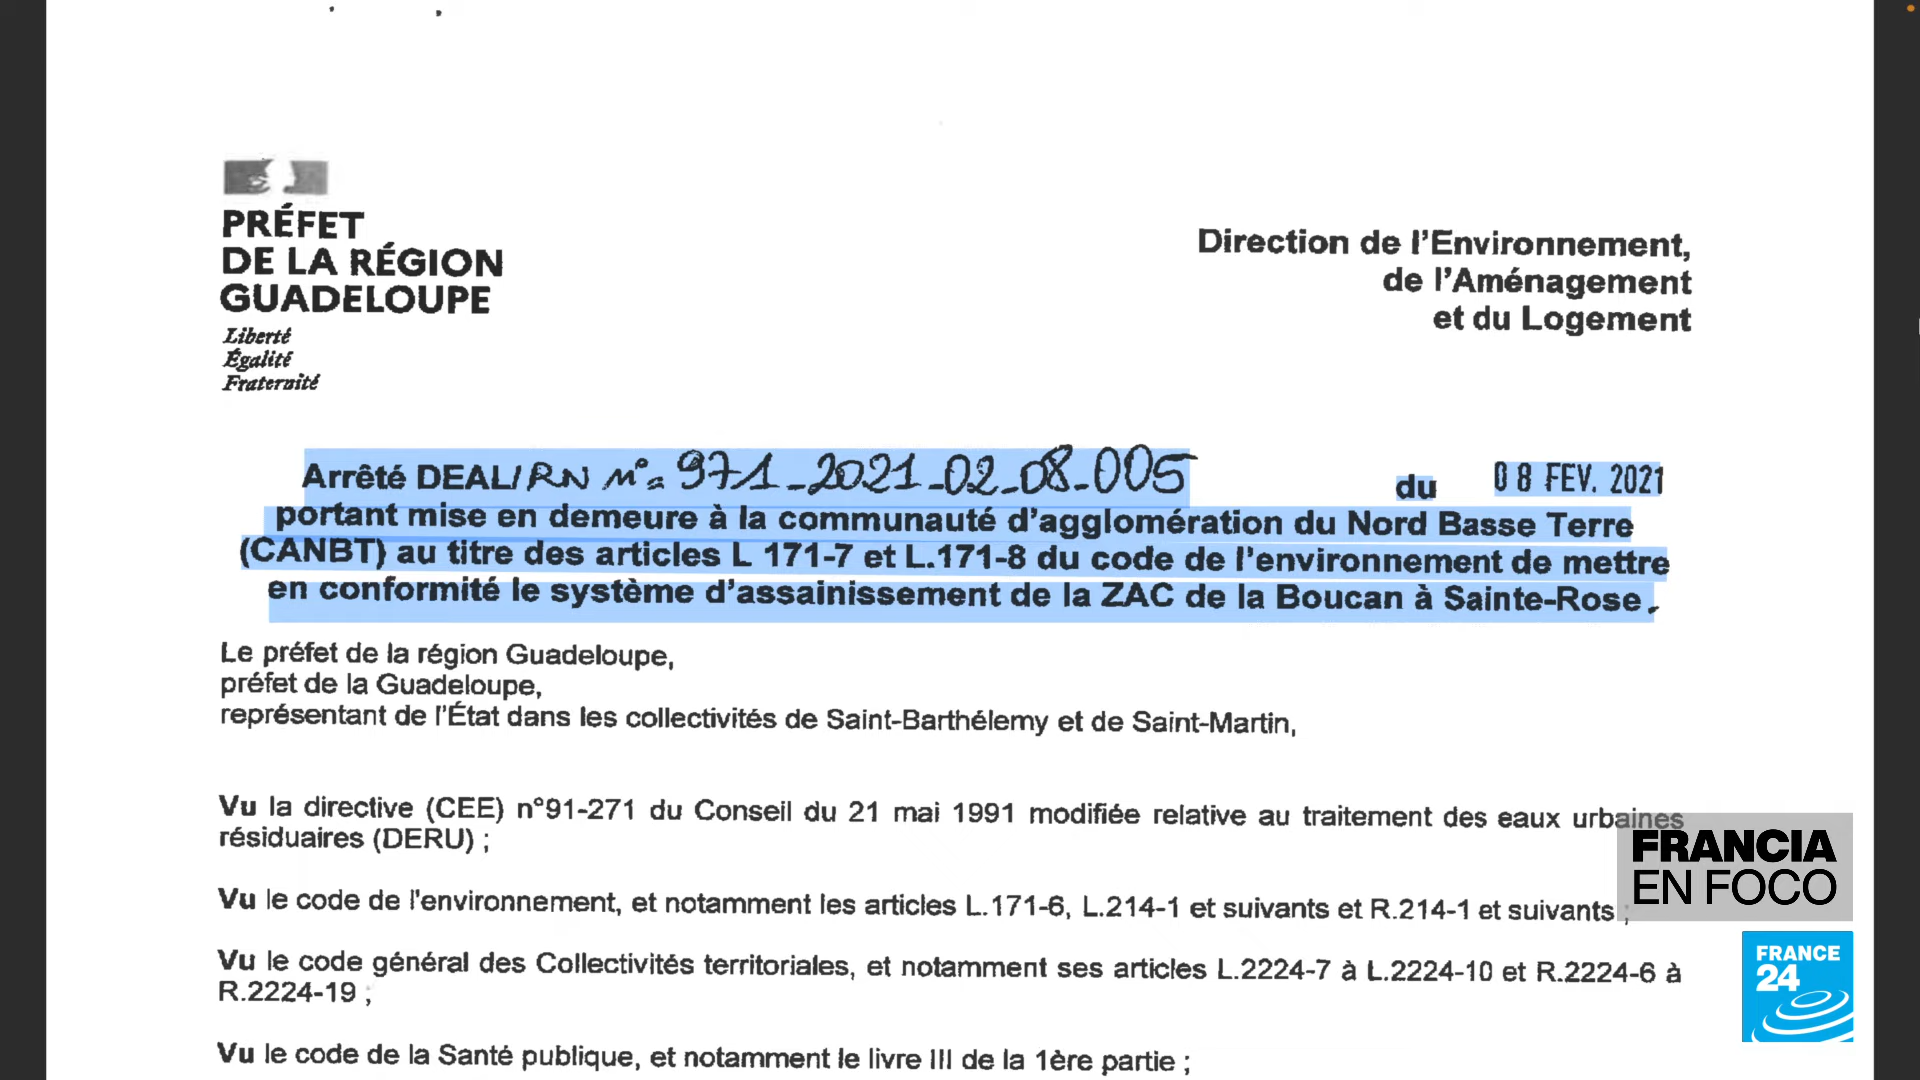 PRÉFET
DE LA RÉGION
GUADELOUPE
Liberté
Égalité
Fraternité
Direction de l'Environnement,
de l'Aménagement
et du Logement
Arrêté DEAL/RN n° 971_2021_02_08_005 du 08 FEV. 2021
portant mise en demeure à la communauté d'agglomération du Nord Basse Terre
(CANBT) au titre des articles L 171-7 et L.171-8 du code de l'environnement de mettre
en conformité le système d'assainissement de la ZAC de la Boucan à Sainte-Rose.
Le préfet de la région Guadeloupe,
préfet de la Guadeloupe,
représentant de l'État dans les collectivités de Saint-Barthélemy et de Saint-Martin,
Vu la directive (CEE) n°91-271 du Conseil du 21 mai 1991 modifiée relative au traitement des eaux urbaines
résiduaires (DERU) ;
Vu le code de l'environnement, et notamment les articles L.171-6, L.214-1 et suivants et R.214-1 et suivants ;
Vu le code général des Collectivités territoriales, et notamment ses articles L.2224-7 à L.2224-10 et R.2224-6 à
R.2224-19 ;
Vu le code de la Santé publique, et notamment le livre III de la 1ère partie ;
FRANCIA
EN FOCO
FRANCE
24